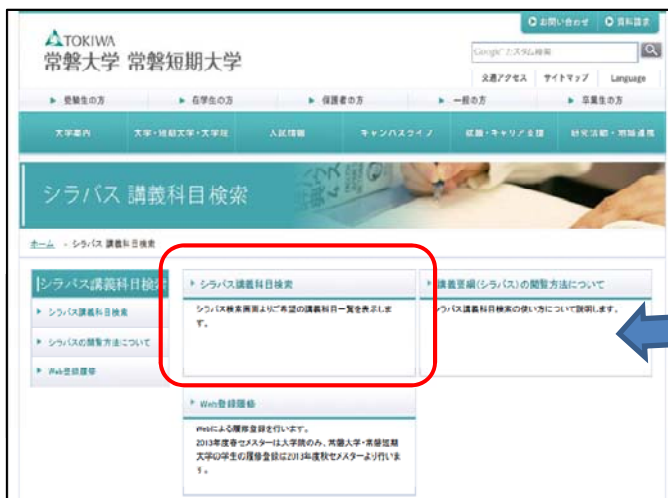 お問い合わせ 資料請求
TOKIWA
常磐大学 常磐短期大学
Google カスタム検索
交通アクセス サイトマップ Language
受験生の方 在学生の方 保護者の方 一般の方 卒業生の方
大学案内 大学・短期大学・大学院 入試情報 キャンパスライフ 就職・キャリア支援 研究活動・地域連携
シラバス 講義科目検索
ホーム シラバス 講義科目検索
シラバス講義科目検索
シラバス講義科目検索
シラバスの閲覧方法について
Web登録履修
シラバス講義科目検索
シラバス検索画面よりご希望の講義科目一覧を表示しま
す。
講義要綱(シラバス)の閲覧方法について
シラバス講義科目検索の使い方について説明します。
Web登録履修
Webによる履修登録を行います。
2013年度春セメスターは大学院のみ、常磐大学・常磐短期
大学の学生の履修登録は2013年度秋セメスターより行いま
す。